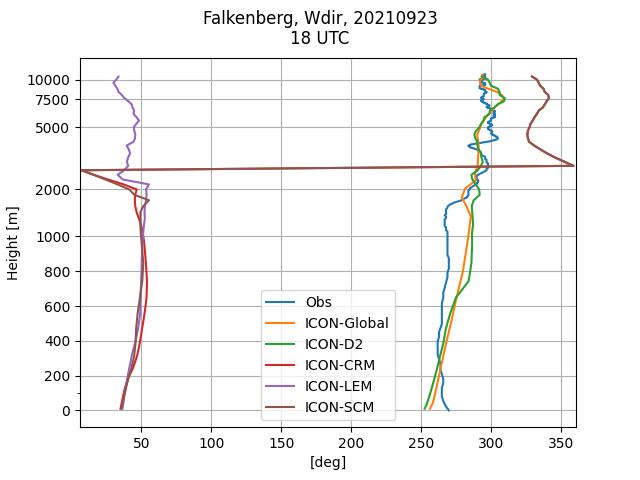 Falkenberg, Wdir, 20210923
18 UTC
10000
7500
5000
2000
1000
800
600
400
200
0
Height [m]
Obs
ICON-Global
ICON-D2
ICON-CRM
ICON-LEM
ICON-SCM
50
100
150
200
250
300
350
[deg]